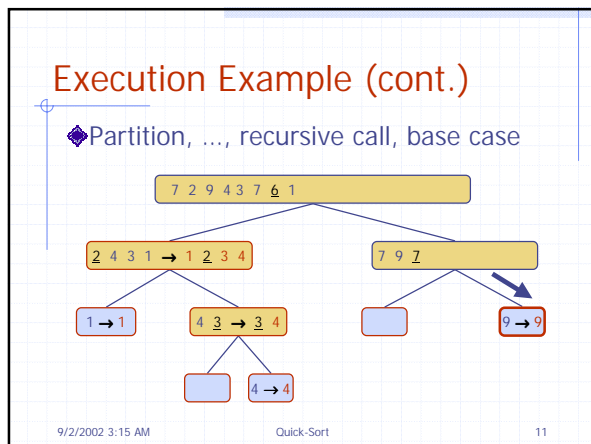 Execution Example (cont.)
Partition, ..., recursive call, base case
7 2 9 4 3 7 6 1
2 4 3 1 → 1 2 3 4
7 9 7
1 → 1
4 3 → 3 4
9 → 9
4 → 4
9/2/2002 3:15 AM
Quick-Sort
11